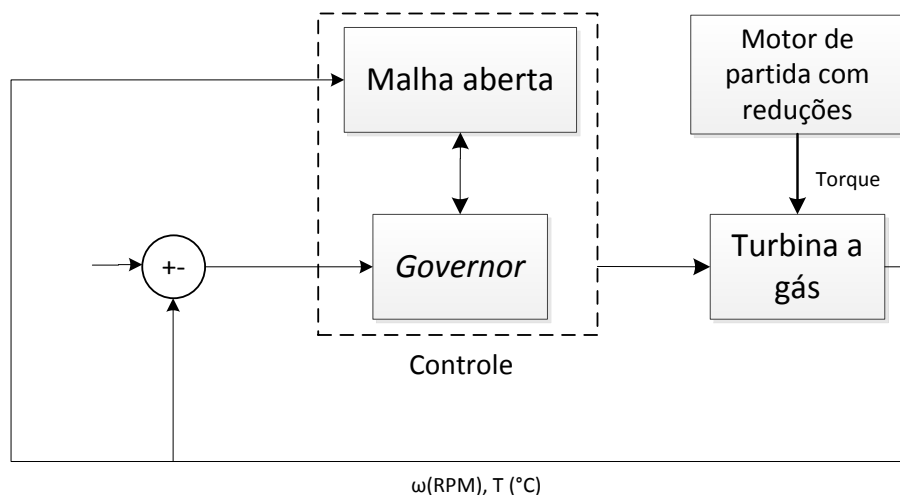 Malha aberta
Motor de
partida com
reduções
Torque
+-
Governor
Turbina a
gás
Controle
ω(RPM), T (°C)